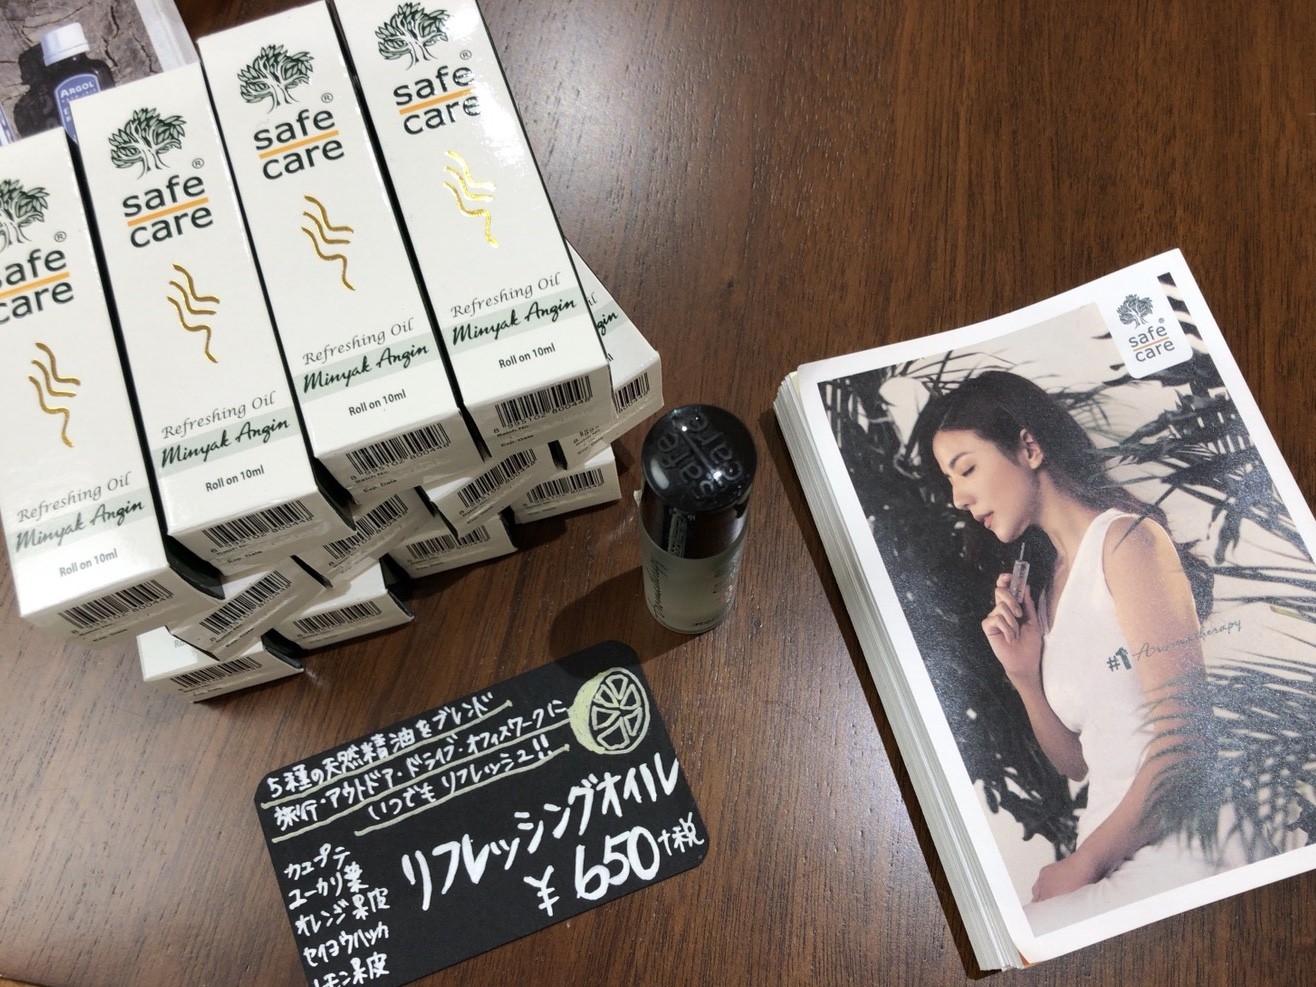 ARGOL
safe
care
Refreshing Oil
Minyak Angin
Roll on 10ml
safe
care
Refreshing Oil
Minyak Angin
Roll on 10ml
safe
care
Refreshing Oil
Minyak Angin
Roll on 10ml
safe
care
Refreshing Oil
Minyak Angin
Roll on 10ml
safe
care
safe
care
#1 Aromatherapy
5種の天然精油をブレンド
旅行・アウトドア・ドライブ・オフィスワークに
いつでもリフレッシュ!!
リフレッシングオイル
¥650+税
カユプテ
ユーカリ葉
オレンジ果皮
セイヨウハッカ
レモン果皮